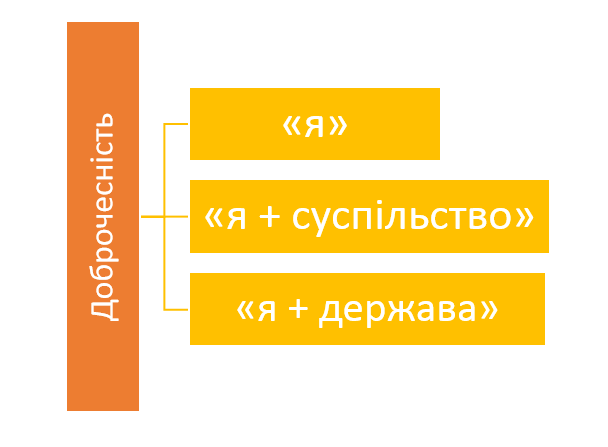 Доброчесність
«я»
«я + суспільство»
«я + держава»